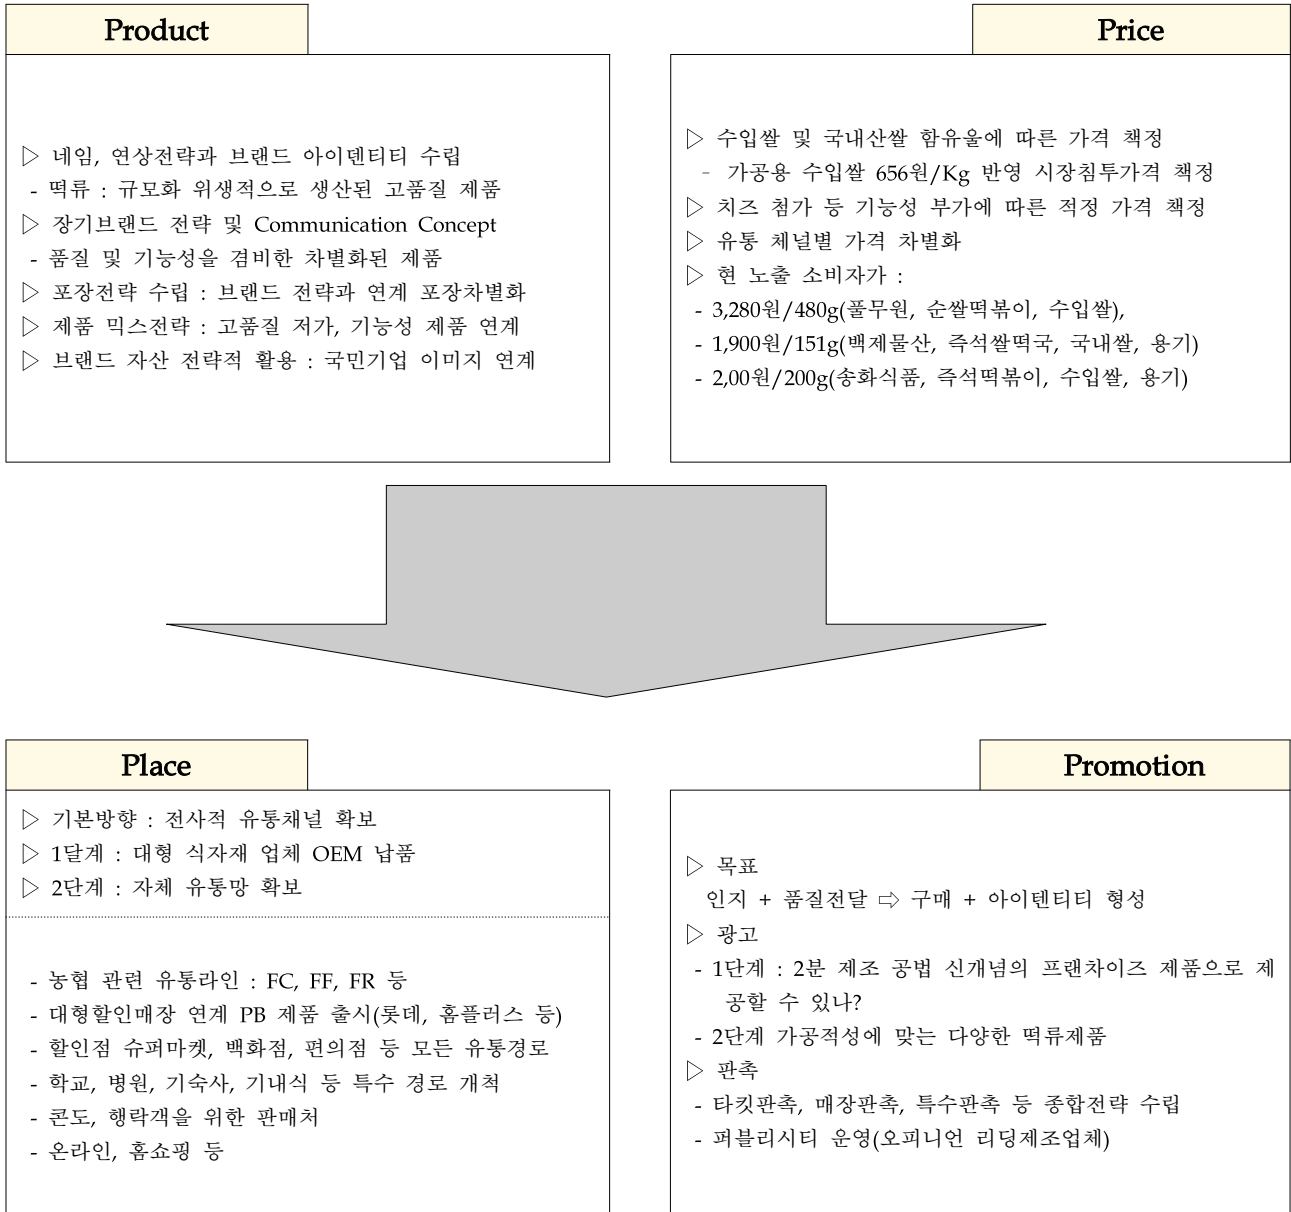 Product
▷ 네임, 연상전략과 브랜드 아이덴티티 수립
- 떡류 : 규모화 위생적으로 생산된 고품질 제품
▷ 장기브랜드 전략 및 Communication Concept
- 품질 및 기능성을 겸비한 차별화된 제품
▷ 포장전략 수립 : 브랜드 전략과 연계 포장차별화
▷ 제품 믹스전략 : 고품질 저가, 기능성 제품 연계
▷ 브랜드 자산 전략적 활용 : 국민기업 이미지 연계
Price
▷ 수입쌀 및 국내산쌀 함유울에 따른 가격 책정
- 가공용 수입쌀 656원/Kg 반영 시장침투가격 책정
▷ 치즈 첨가 등 기능성 부가에 따른 적정 가격 책정
▷ 유통 체널별 가격 차별화
▷ 현 노출 소비자가 :
- 3,280원/480g(풀무원, 순쌀떡볶이, 수입쌀),
- 1,900원/151g(백제물산, 즉석쌀떡국, 국내쌀, 용기)
- 2,00원/200g(송화식품, 즉석떡볶이, 수입쌀, 용기)
Place
▷ 기본방향 : 전사적 유통채널 확보
▷ 1달계 : 대형 식자재 업체 OEM 납품
▷ 2단계 : 자체 유통망 확보
- 농협 관련 유통라인 : FC, FF, FR 등
- 대형할인매장 연계 PB 제품 출시(롯데, 홈플러스 등)
- 할인점 슈퍼마켓, 백화점, 편의점 등 모든 유통경로
- 학교, 병원, 기숙사, 기내식 등 특수 경로 개척
- 콘도, 행락객을 위한 판매처
- 온라인, 홈쇼핑 등
Promotion
▷ 목표
인지 + 품질전달 ⇨ 구매 + 아이텐티티 형성
▷ 광고
- 1단계 : 2분 제조 공법 신개념의 프랜차이즈 제품으로 제
공할 수 있나?
- 2단계 가공적성에 맞는 다양한 떡류제품
▷ 판촉
- 타킷판촉, 매장판촉, 특수판촉 등 종합전략 수립
- 퍼블리시티 운영(오피니언 리딩제조업체)